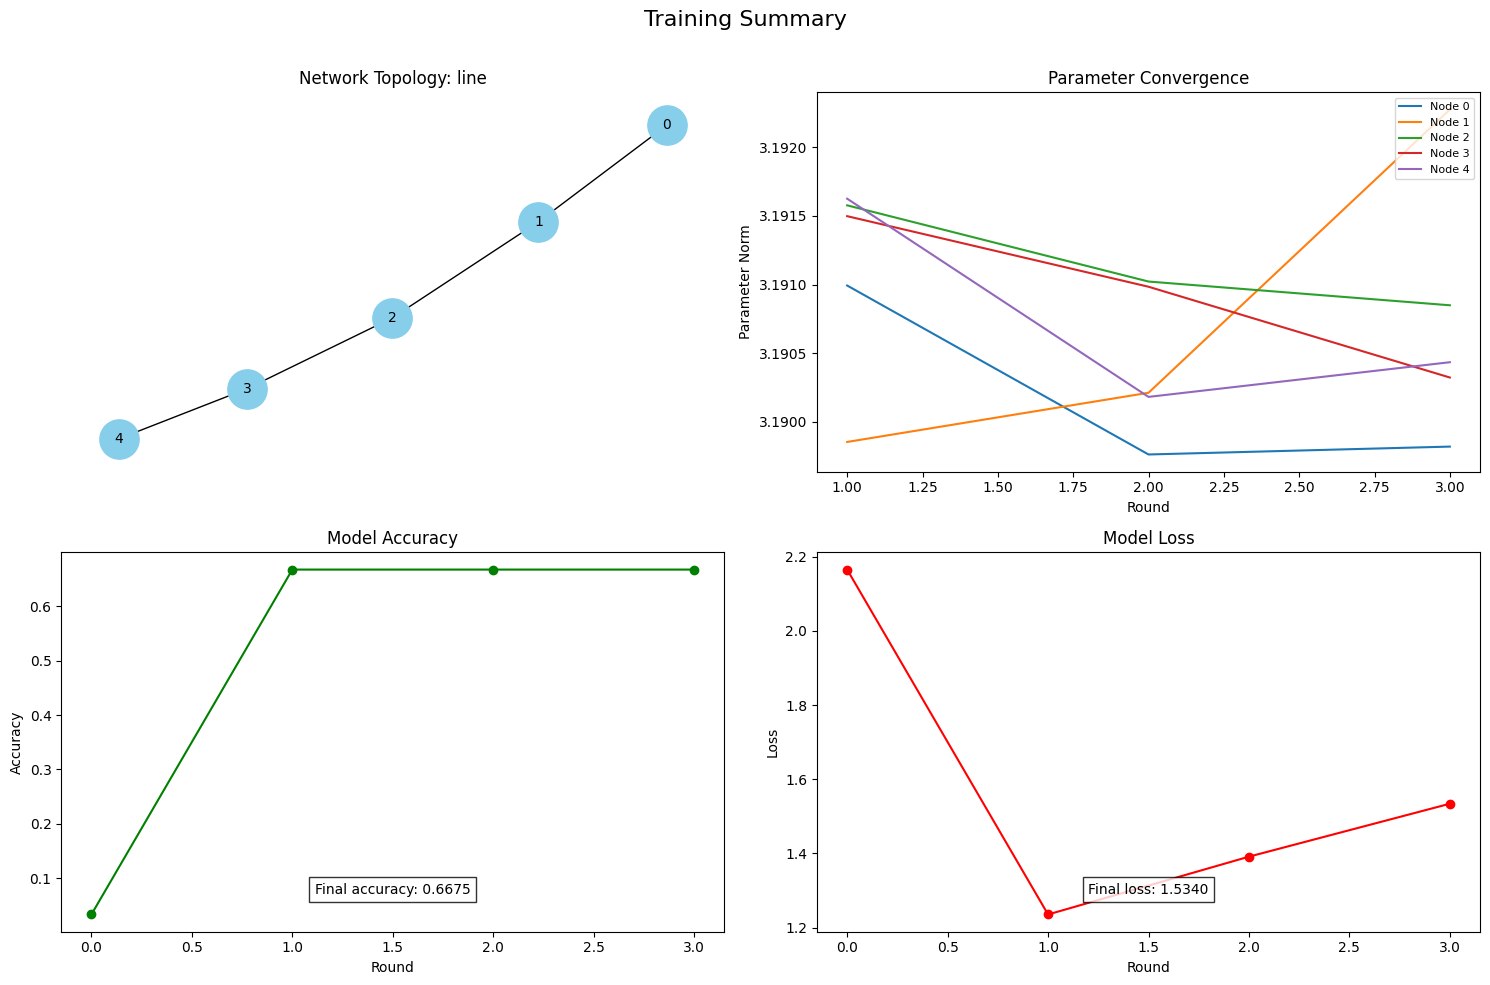 Training Summary
Network Topology: line
0
1
2
3
4
Parameter Convergence
Node 0
Node 1
Node 2
Node 3
Node 4
Parameter Norm
3.1920
3.1915
3.1910
3.1905
3.1900
1.00 1.25 1.50 1.75 2.00 2.25 2.50 2.75 3.00
Round
Model Accuracy
Accuracy
0.6
0.5
0.4
0.3
0.2
0.1
Final accuracy: 0.6675
0.0 0.5 1.0 1.5 2.0 2.5 3.0
Round
Model Loss
Loss
2.2
2.0
1.8
1.6
1.4
1.2
Final loss: 1.5340
0.0 0.5 1.0 1.5 2.0 2.5 3.0
Round